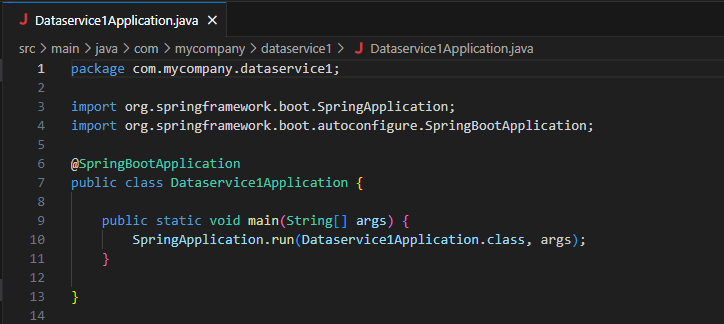 J Dataservice1Application.java ×
src > main > java > com > mycompany > dataservice1 > J Dataservice1Application.java
1 package com.mycompany.dataservice1;
2
3 import org.springframework.boot.SpringApplication;
4 import org.springframework.boot.autoconfigure.SpringBootApplication;
5
6 @SpringBootApplication
7 public class Dataservice1Application {
8
9     public static void main(String[] args) {
10         SpringApplication.run(Dataservice1Application.class, args);
11     }
12
13 }
14